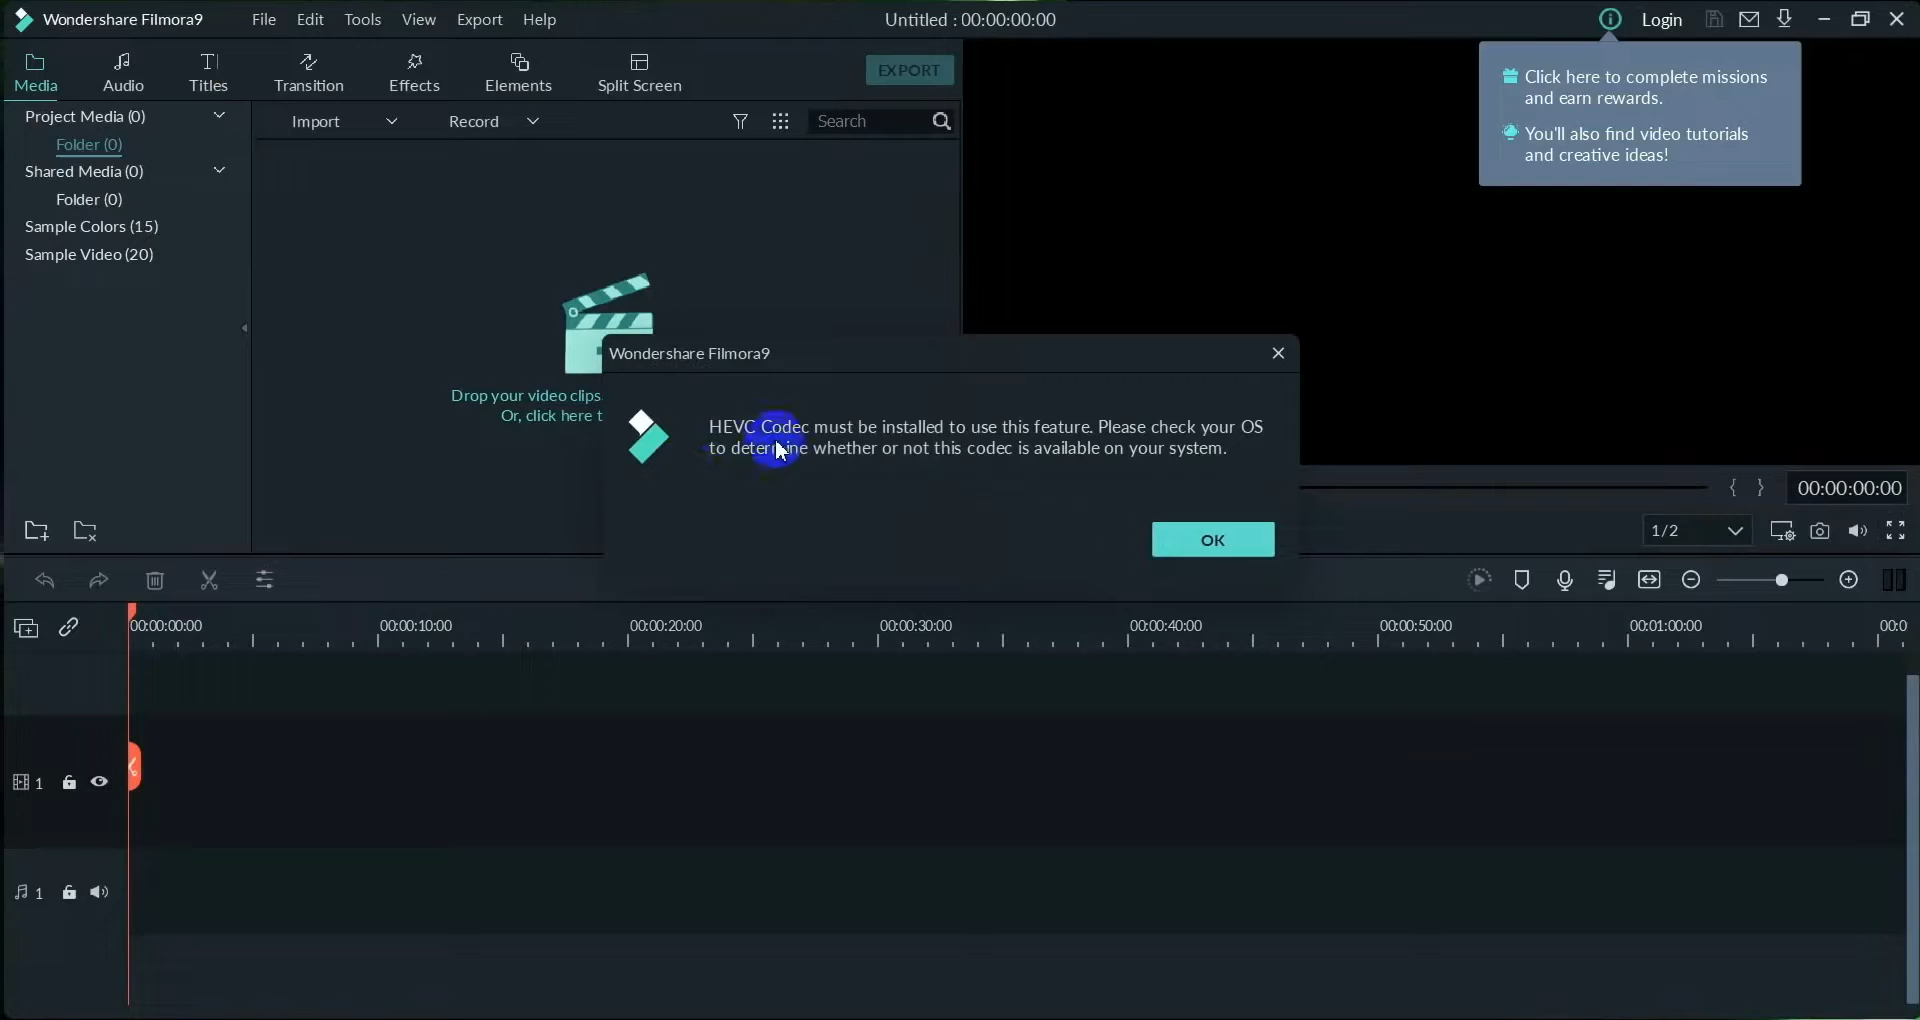 Wondershare Filmora9
File Edit Tools View Export Help
Untitled : 00:00:00:00
Login
Media
Audio
Titles
Transition
Effects
Elements
Split Screen
EXPORT
Click here to complete missions
and earn rewards.
You'll also find video tutorials
and creative ideas!
Project Media (0)
Folder (0)
Shared Media (0)
Folder (0)
Sample Colors (15)
Sample Video (20)
Import
Record
Search
Drop your video clips
Or, click here t
Wondershare Filmora9
HEVC Codec must be installed to use this feature. Please check your OS
to determine whether or not this codec is available on your system.
OK
{ } 00:00:00:00
1/2
00:00:00:00 00:00:10:00 00:00:20:00 00:00:30:00 00:00:40:00 00:00:50:00 00:01:00:00 00:0
1
1